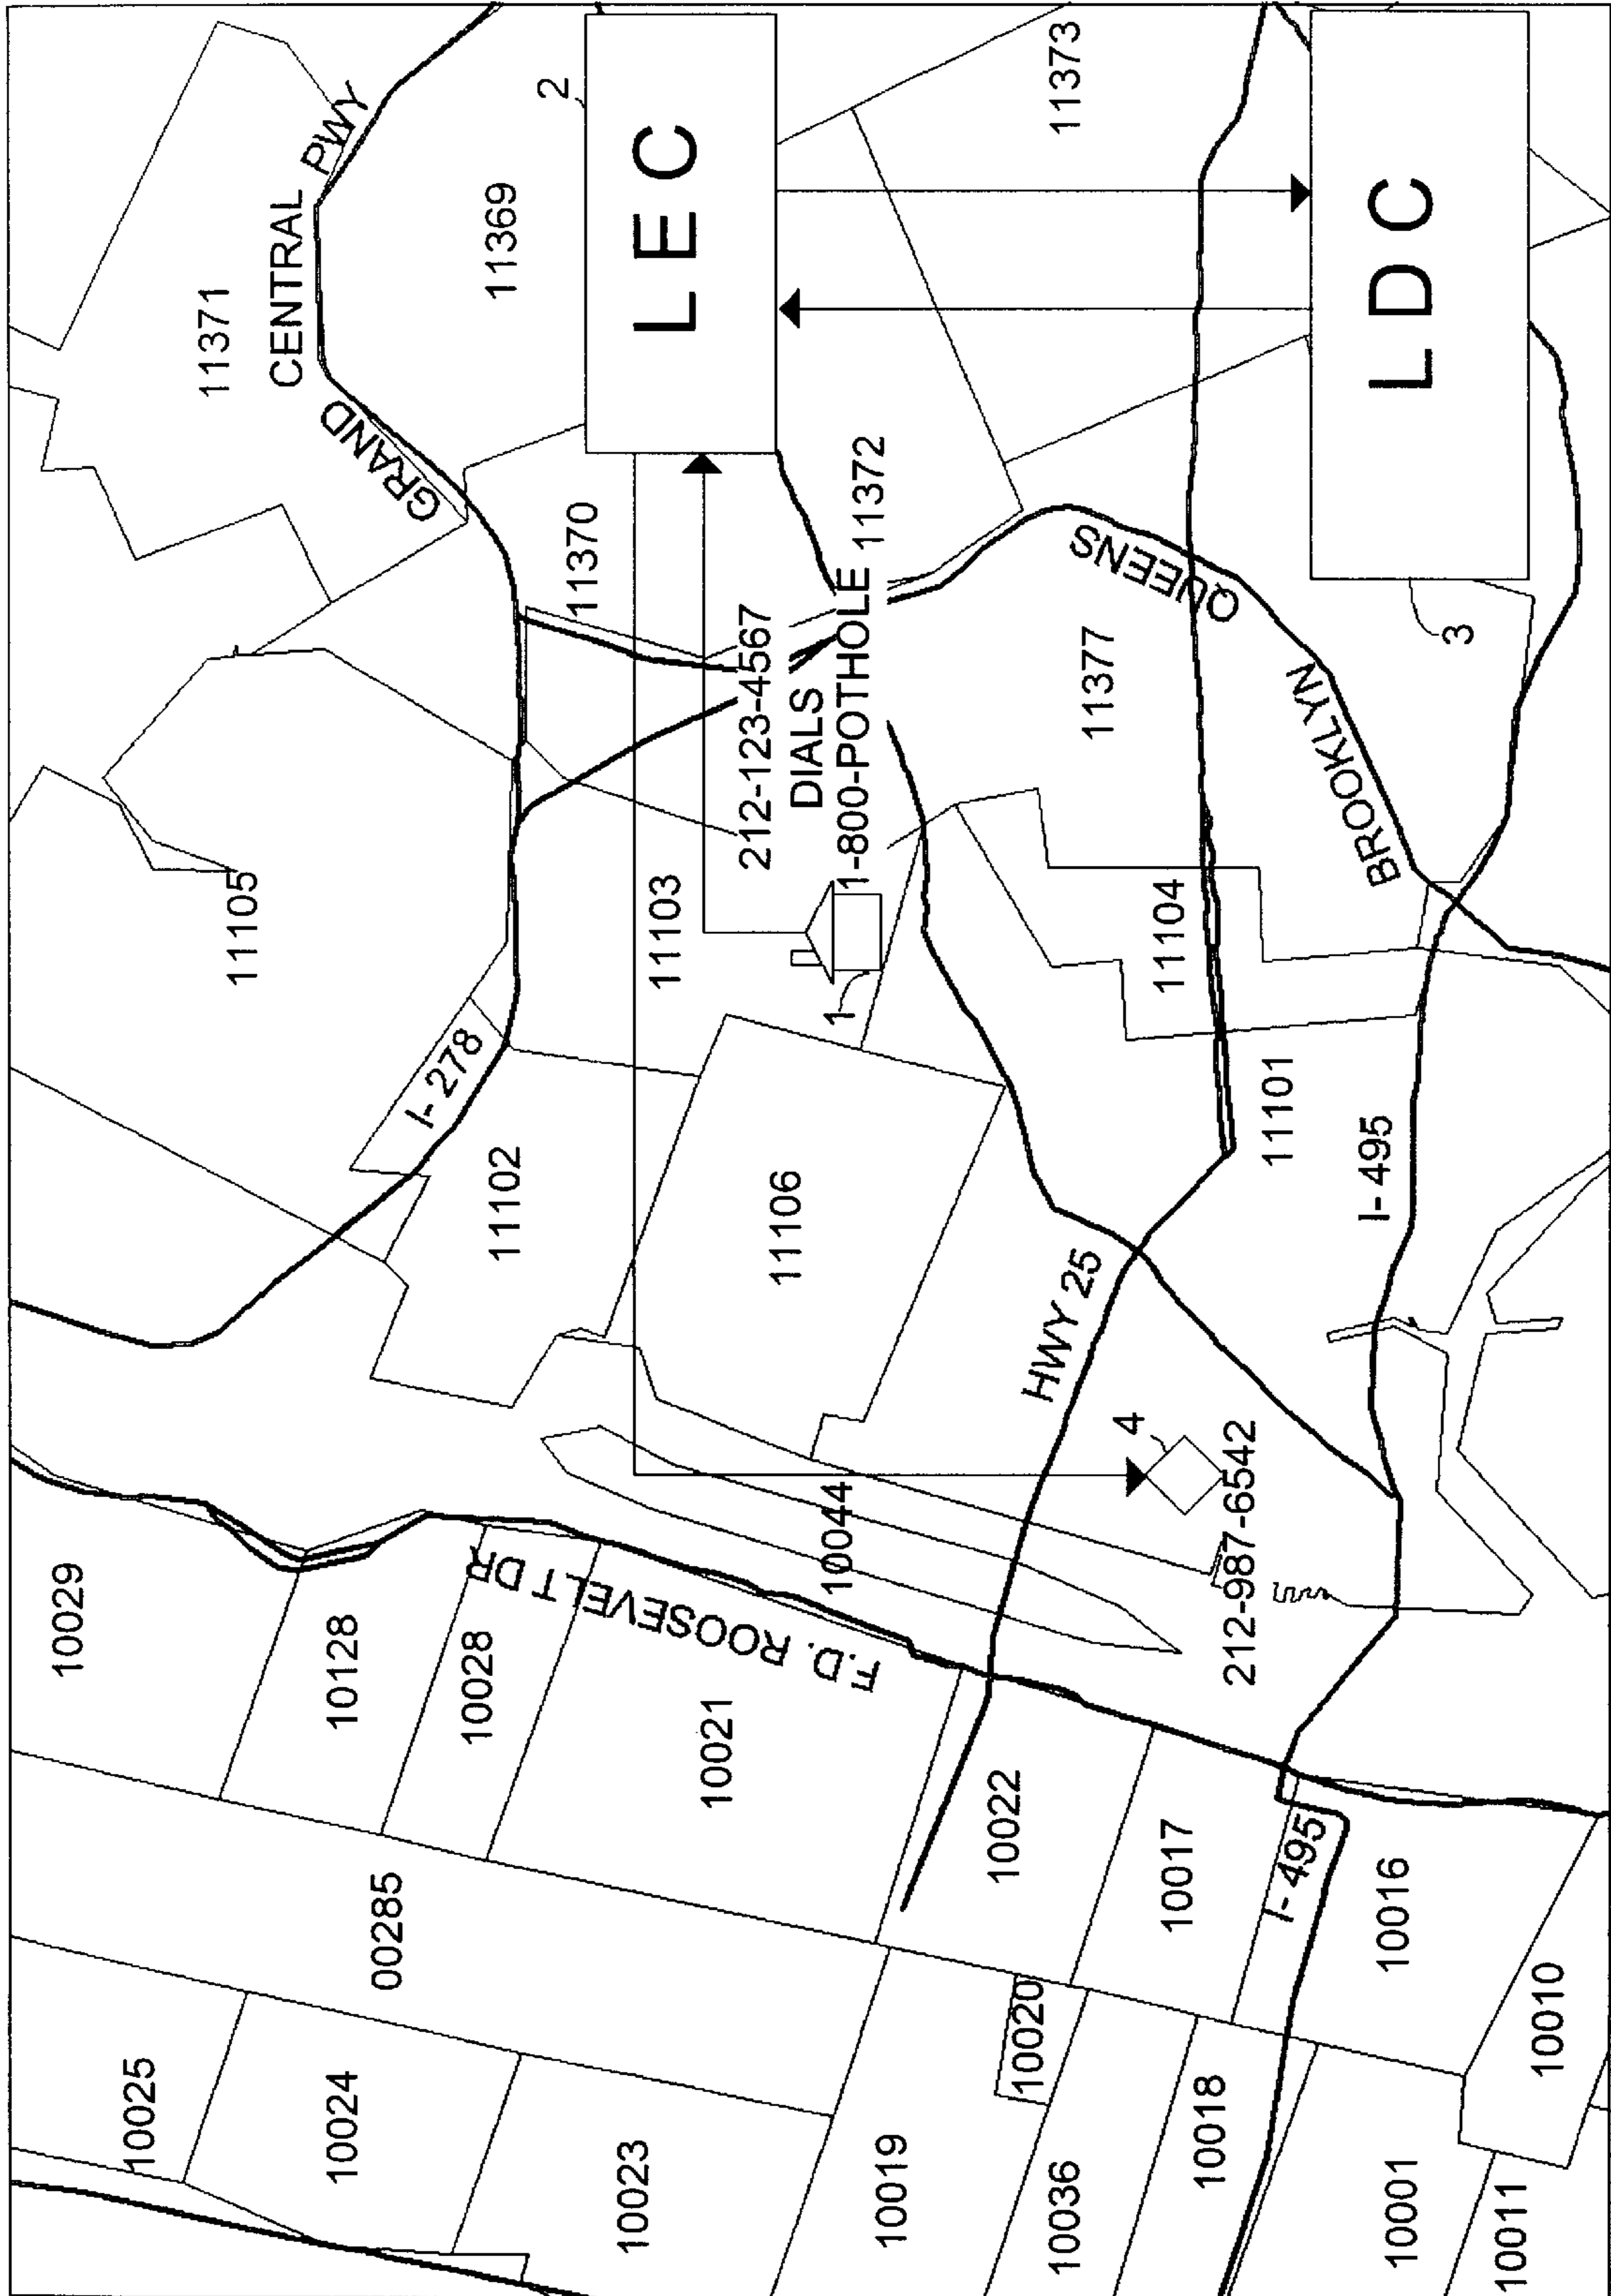 10025
10024
10023
10019
10020
10036
10018
10001
10011
10010
00285
10029
10128
10028
10021
10022
10017
I-495
10016
F.D. ROOSEVELT DR
10044
4
212-987-6542
HWY 25
I-278
11102
11106
11101
I-495
11105
11103
1
11104
212-123-4567
DIALS
1-800-POTHOLE
11370
11372
11377
BROOKLYN
QUEENS
3
11371
GRAND
CENTRAL
PWY
11369
2
LEC
11373
LDC